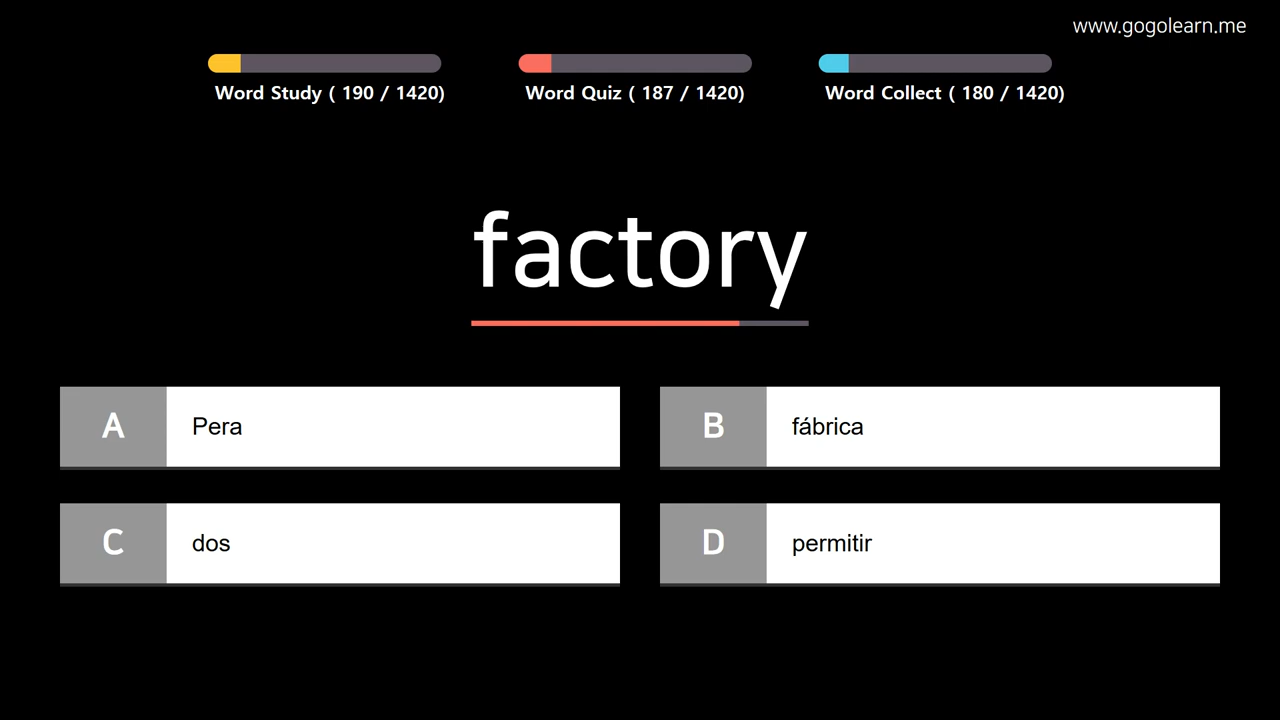 www.gogolearn.me
Word Study ( 190 / 1420)
Word Quiz ( 187 / 1420)
Word Collect ( 180 / 1420)
factory
A
Pera
B
fábrica
C
dos
D
permitir